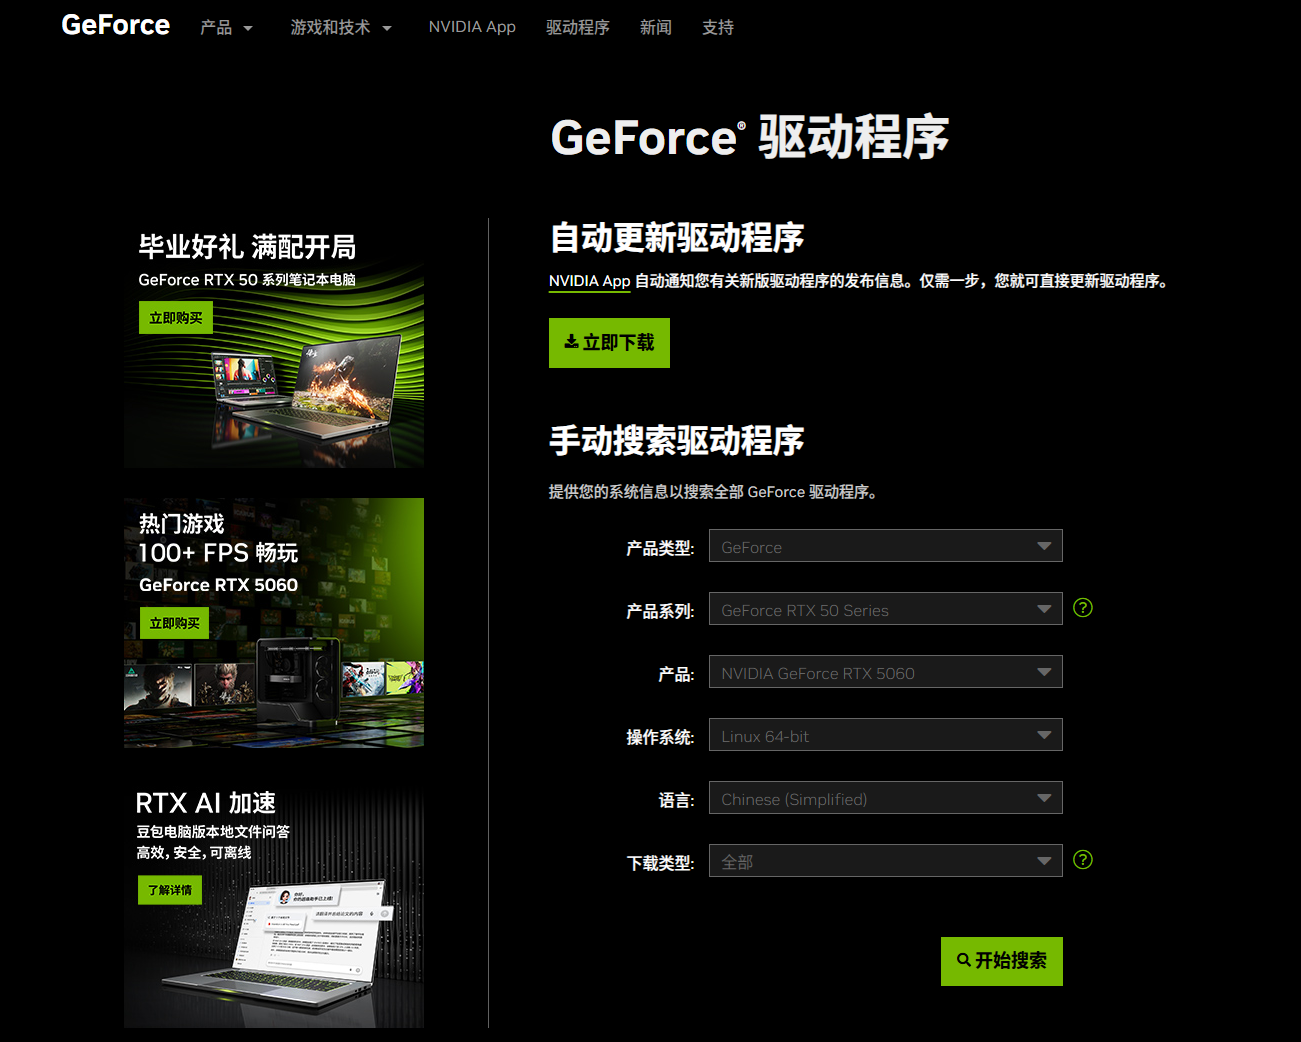 GeForce 产品 游戏和技术 NVIDIA App 驱动程序 新闻 支持
GeForce® 驱动程序
毕业好礼 满配开局
GeForce RTX 50 系列笔记本电脑
立即购买
热门游戏
100+ FPS 畅玩
GeForce RTX 5060
立即购买
RTX AI 加速
豆包电脑版本地文件问答
高效，安全，可离线
了解详情
自动更新驱动程序
NVIDIA App 自动通知您有关新版驱动程序的发布信息。仅需一步，您就可直接更新驱动程序。
立即下载
手动搜索驱动程序
提供您的系统信息以搜索全部 GeForce 驱动程序。
产品类型: GeForce
产品系列: GeForce RTX 50 Series ?
产品: NVIDIA GeForce RTX 5060
操作系统: Linux 64-bit
语言: Chinese (Simplified)
下载类型: 全部 ?
开始搜索